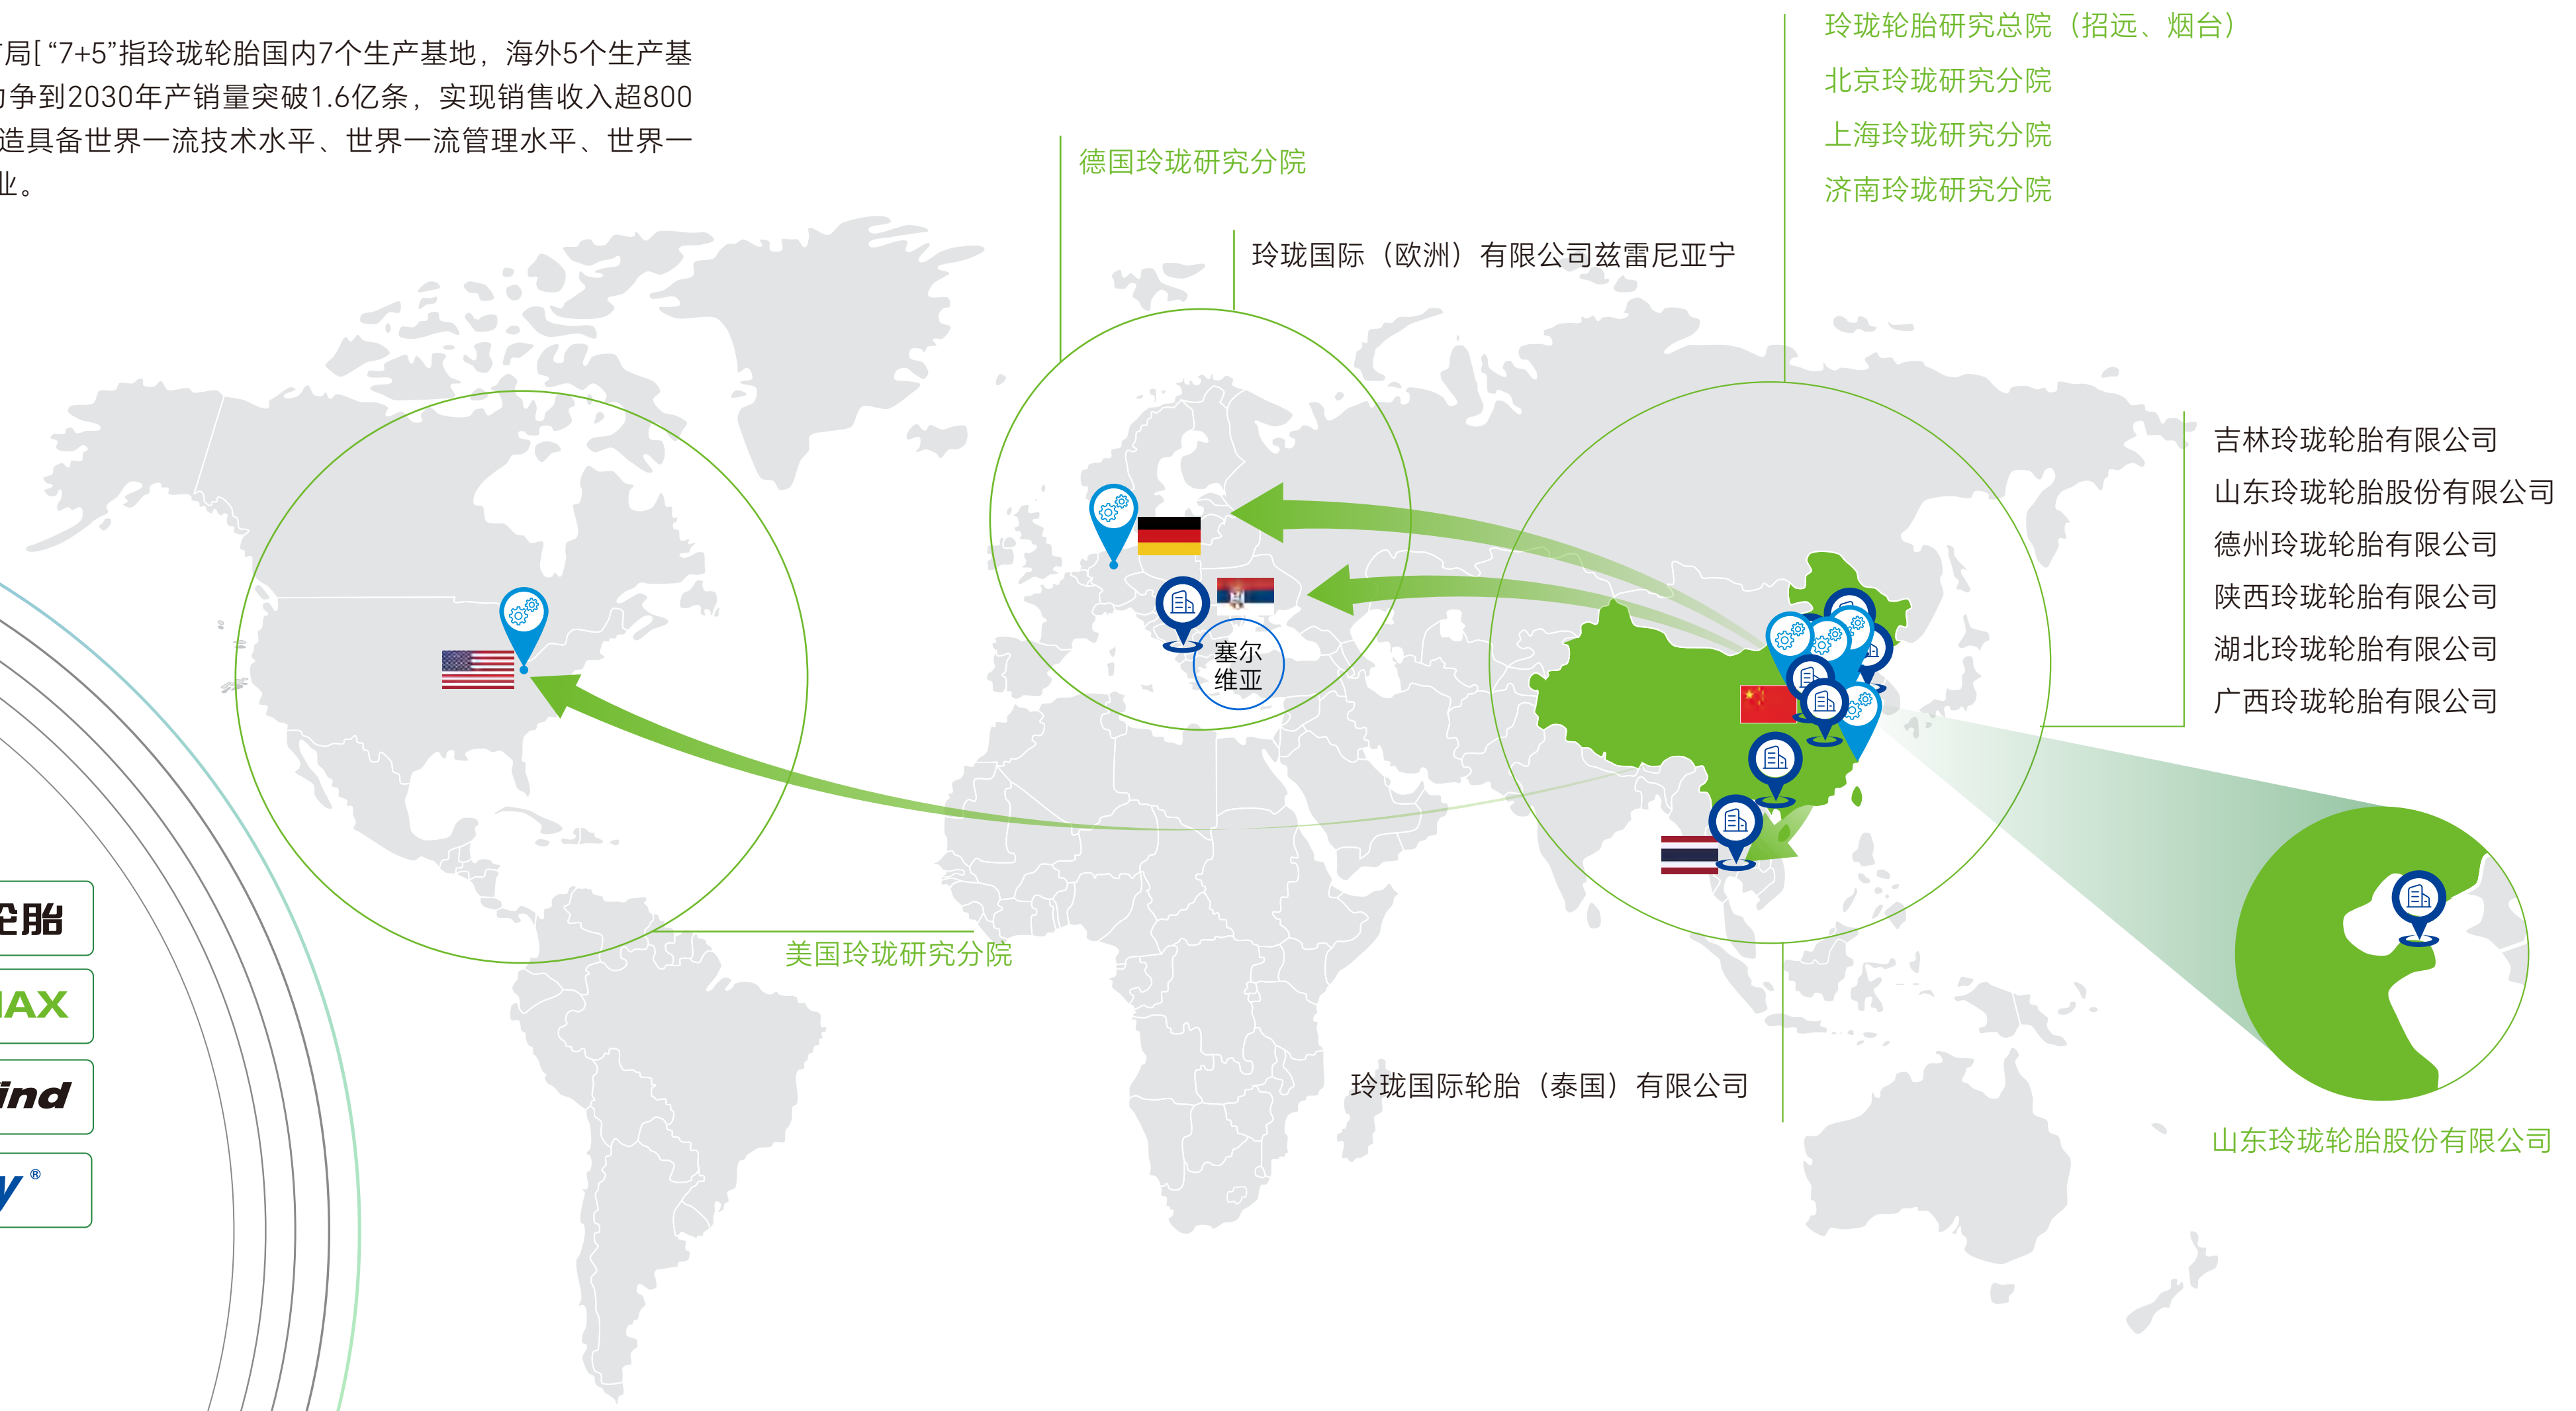 局[ “7+5”指玲珑轮胎国内7个生产基地，海外5个生产基
争到2030年产销量突破1.6亿条，实现销售收入超800
造具备世界一流技术水平、世界一流管理水平、世界一
业。
玲珑轮胎研究总院（招远、烟台）
北京玲珑研究分院
上海玲珑研究分院
济南玲珑研究分院
德国玲珑研究分院
玲珑国际（欧洲）有限公司兹雷尼亚宁
吉林玲珑轮胎有限公司
山东玲珑轮胎股份有限公司
德州玲珑轮胎有限公司
陕西玲珑轮胎有限公司
湖北玲珑轮胎有限公司
广西玲珑轮胎有限公司
塞尔
维亚
轮胎
AX
ind
y®
美国玲珑研究分院
玲珑国际轮胎（泰国）有限公司
山东玲珑轮胎股份有限公司